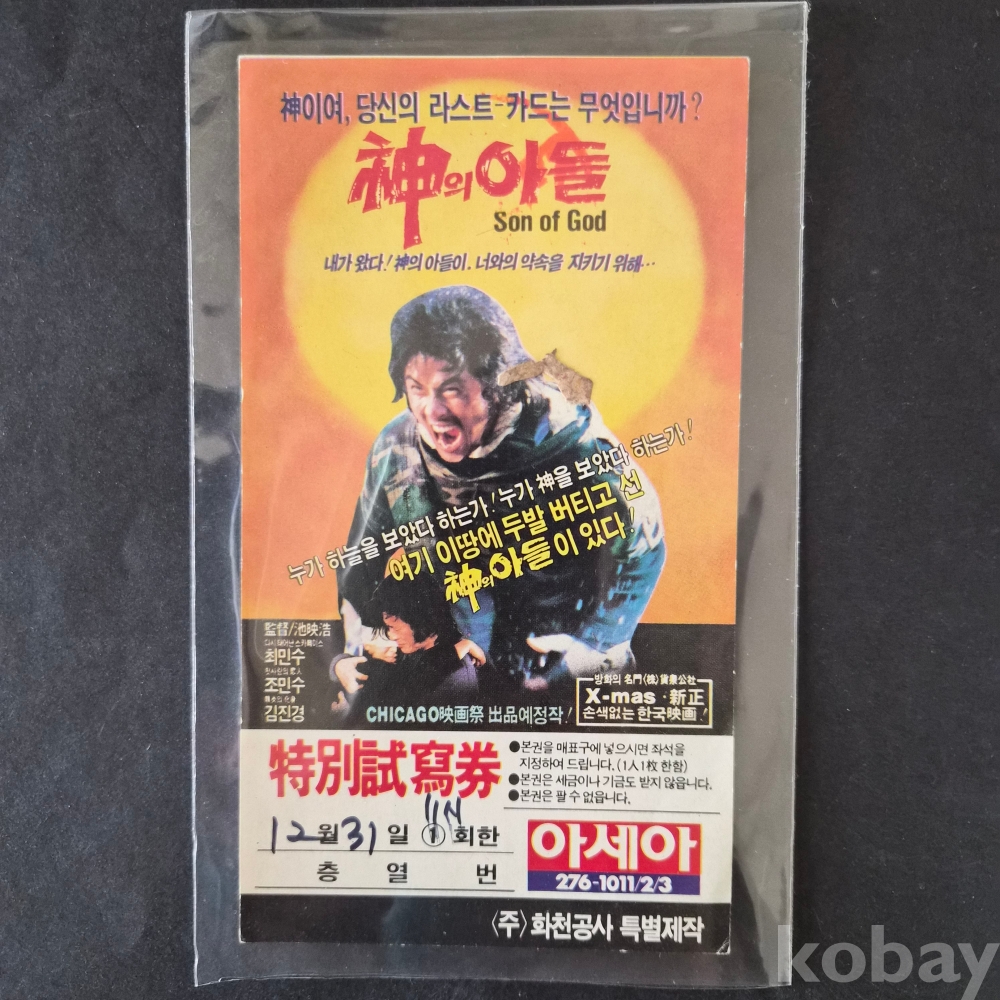 神이여, 당신의 라스트-카드는 무엇입니까?
神의 아들
Son of God
내가 왔다! 神의 아들이. 너와의 약속을 지키기 위해…
누가 하늘을 보았다 하는가! 누가 神을 보았다 하는가!
여기 이땅에 두발 버티고 선
神의 아들이 있다!
監督/池映浩
최민수
조민수
김진경
CHICAGO映画祭 出品예정작!
방화의 名門〈株〉貨泉公社
X-mas·新正
손색없는 한국映画!
特別試寫券
●본권을 매표구에 넣으시면 좌석을
지정하여 드립니다. (1人1枚 한함)
●본권은 세금이나 기금도 받지 않읍니다.
●본권은 팔 수 없읍니다.
12월 31일 ① 회한
층 열 번
아세아
276-1011/2/3
〈주〉화천공사 특별제작
kobay